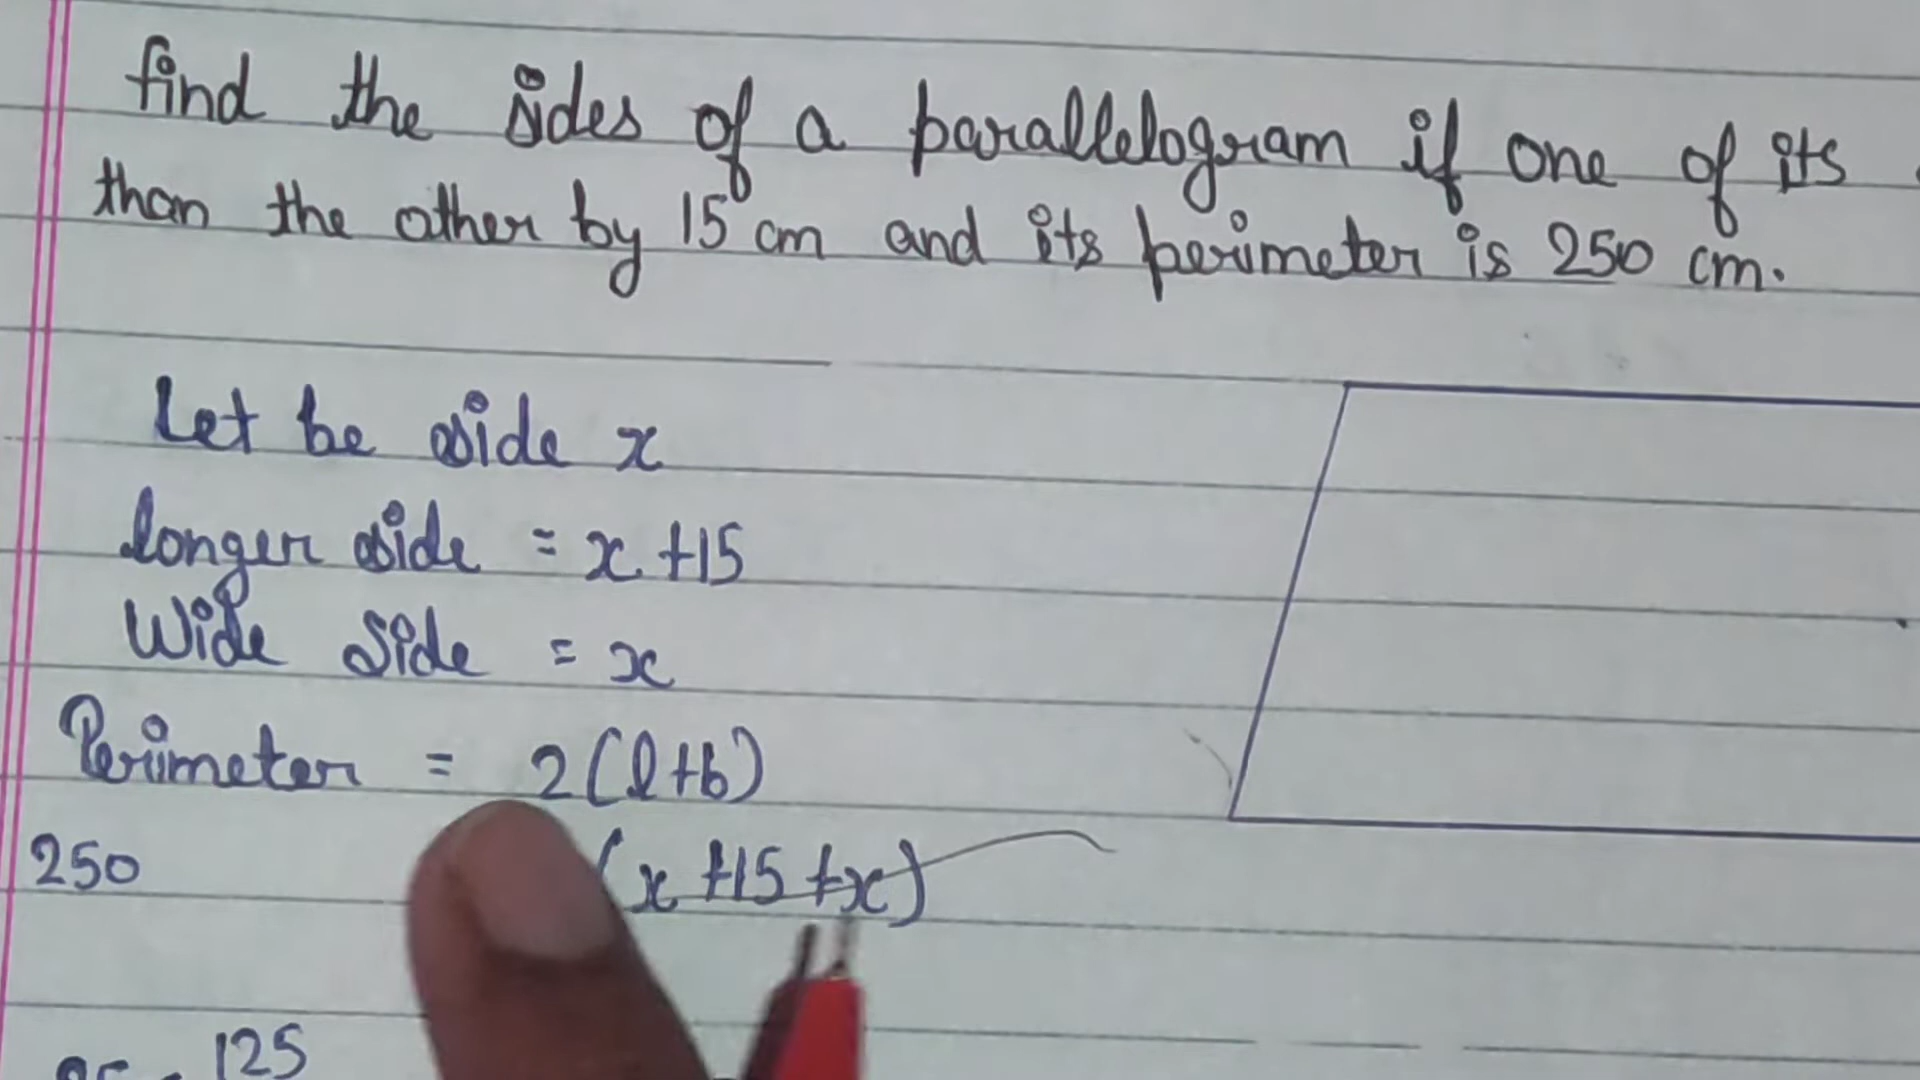 find the sides of a parallelogram if one of its
than the other by 15 cm and its perimeter is 250 cm.
Let be side x
longer side = x +15
Wide Side = x
Perimeter = 2(l+b)
250 (x +15 +x)
125